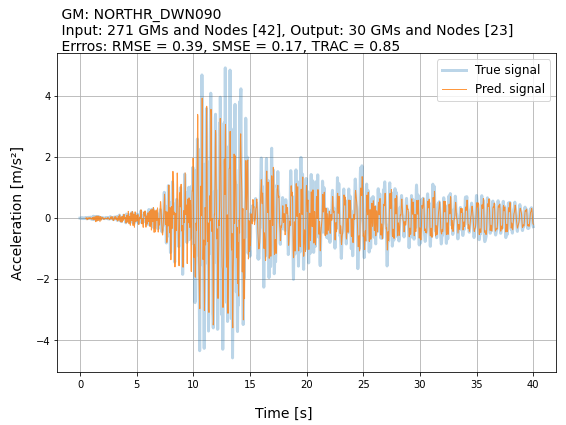 GM: NORTHR_DWN090
Input: 271 GMs and Nodes [42], Output: 30 GMs and Nodes [23]
Errros: RMSE = 0.39, SMSE = 0.17, TRAC = 0.85
True signal
Pred. signal
4
2
0
−2
−4
Acceleration [m/s²]
0 5 10 15 20 25 30 35 40
Time [s]